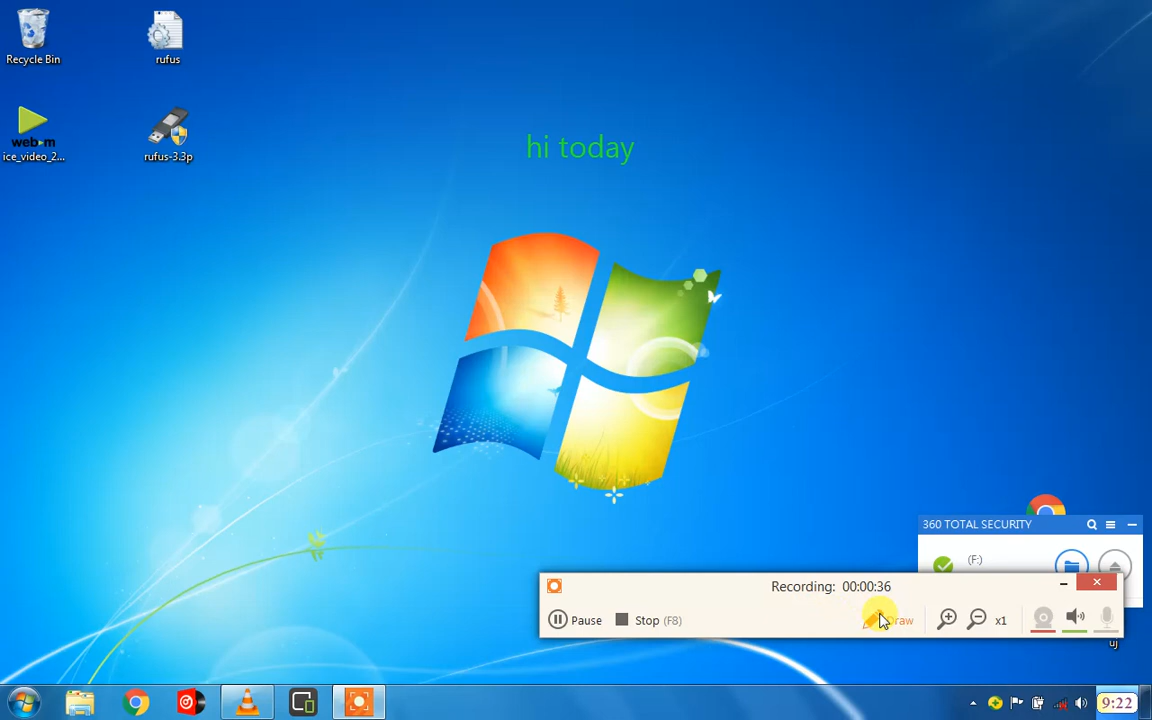 Recycle Bin
rufus
web·m
ice_video_2...
rufus-3.3p
hi today
360 TOTAL SECURITY
(F:)
Recording: 00:00:36
Pause
Stop (F8)
Draw
x1
uj
9:22